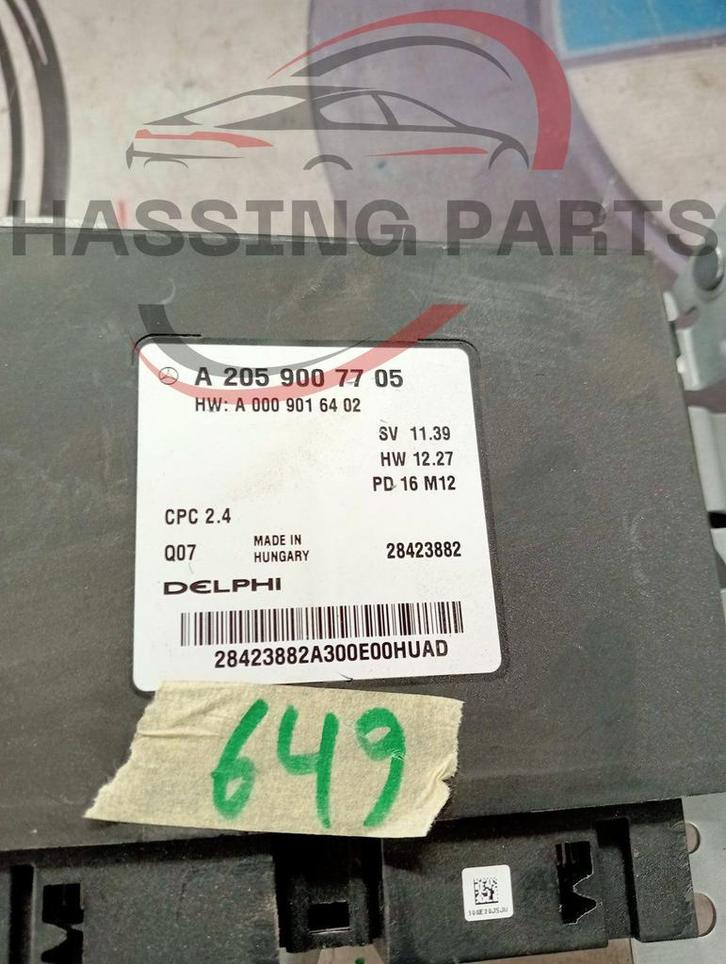 HASSING PARTS
A 205 900 77 05
HW: A 000 901 64 02
SV 11.39
HW 12.27
PD 16 M12
CPC 2.4
Q07 MADE IN HUNGARY 28423882
DELPHI
28423882A300E00HUAD
649